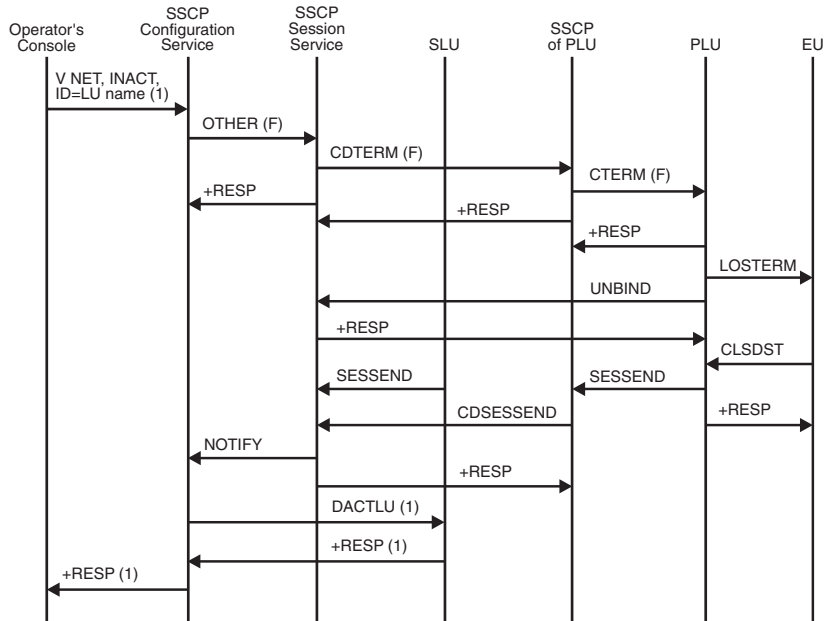 Operator's
Console
SSCP
Configuration
Service
SSCP
Session
Service
SLU
SSCP
of PLU
PLU
EU
V NET, INACT,
ID=LU name (1)
OTHER (F)
CDTERM (F)
CTERM (F)
+RESP
+RESP
+RESP
LOSTERM
UNBIND
+RESP
CLSDST
SESSEND
SESSEND
CDSESSEND
+RESP
NOTIFY
+RESP
DACTLU (1)
+RESP (1)
+RESP (1)